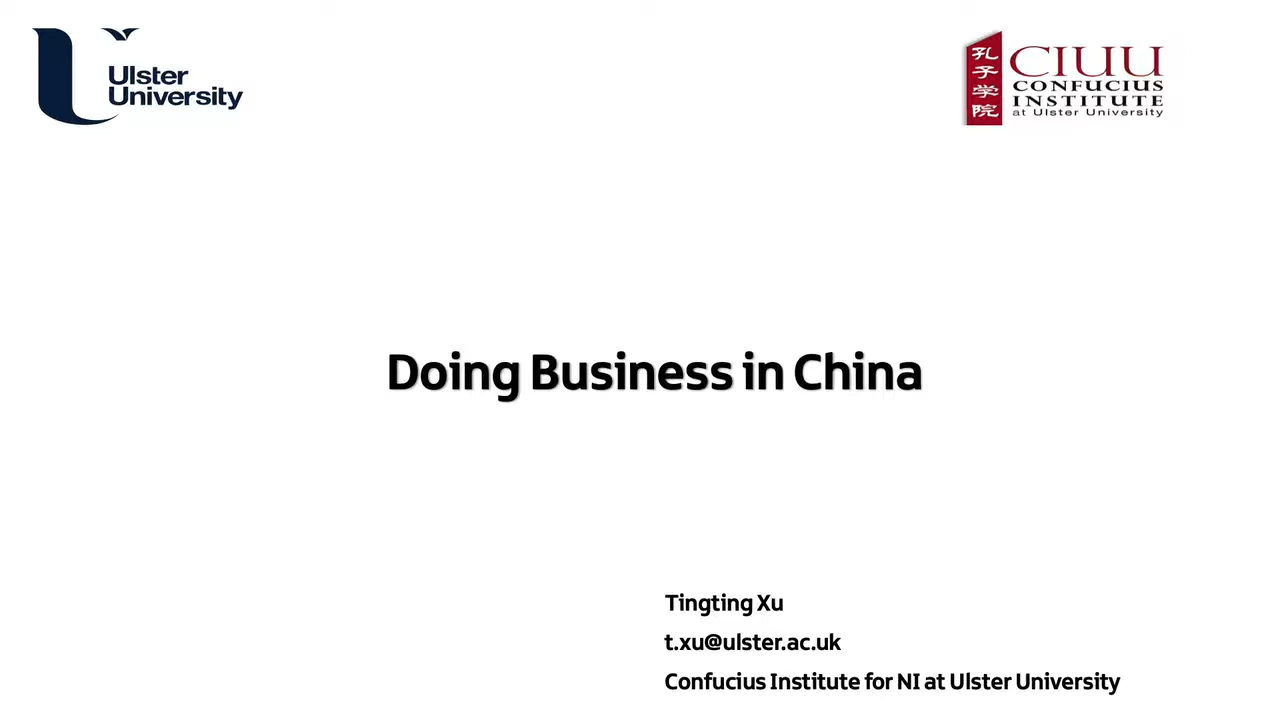 Ulster
University
孔子学院
CIUU
CONFUCIUS
INSTITUTE
at Ulster University
Doing Business in China
Tingting Xu
t.xu@ulster.ac.uk
Confucius Institute for NI at Ulster University